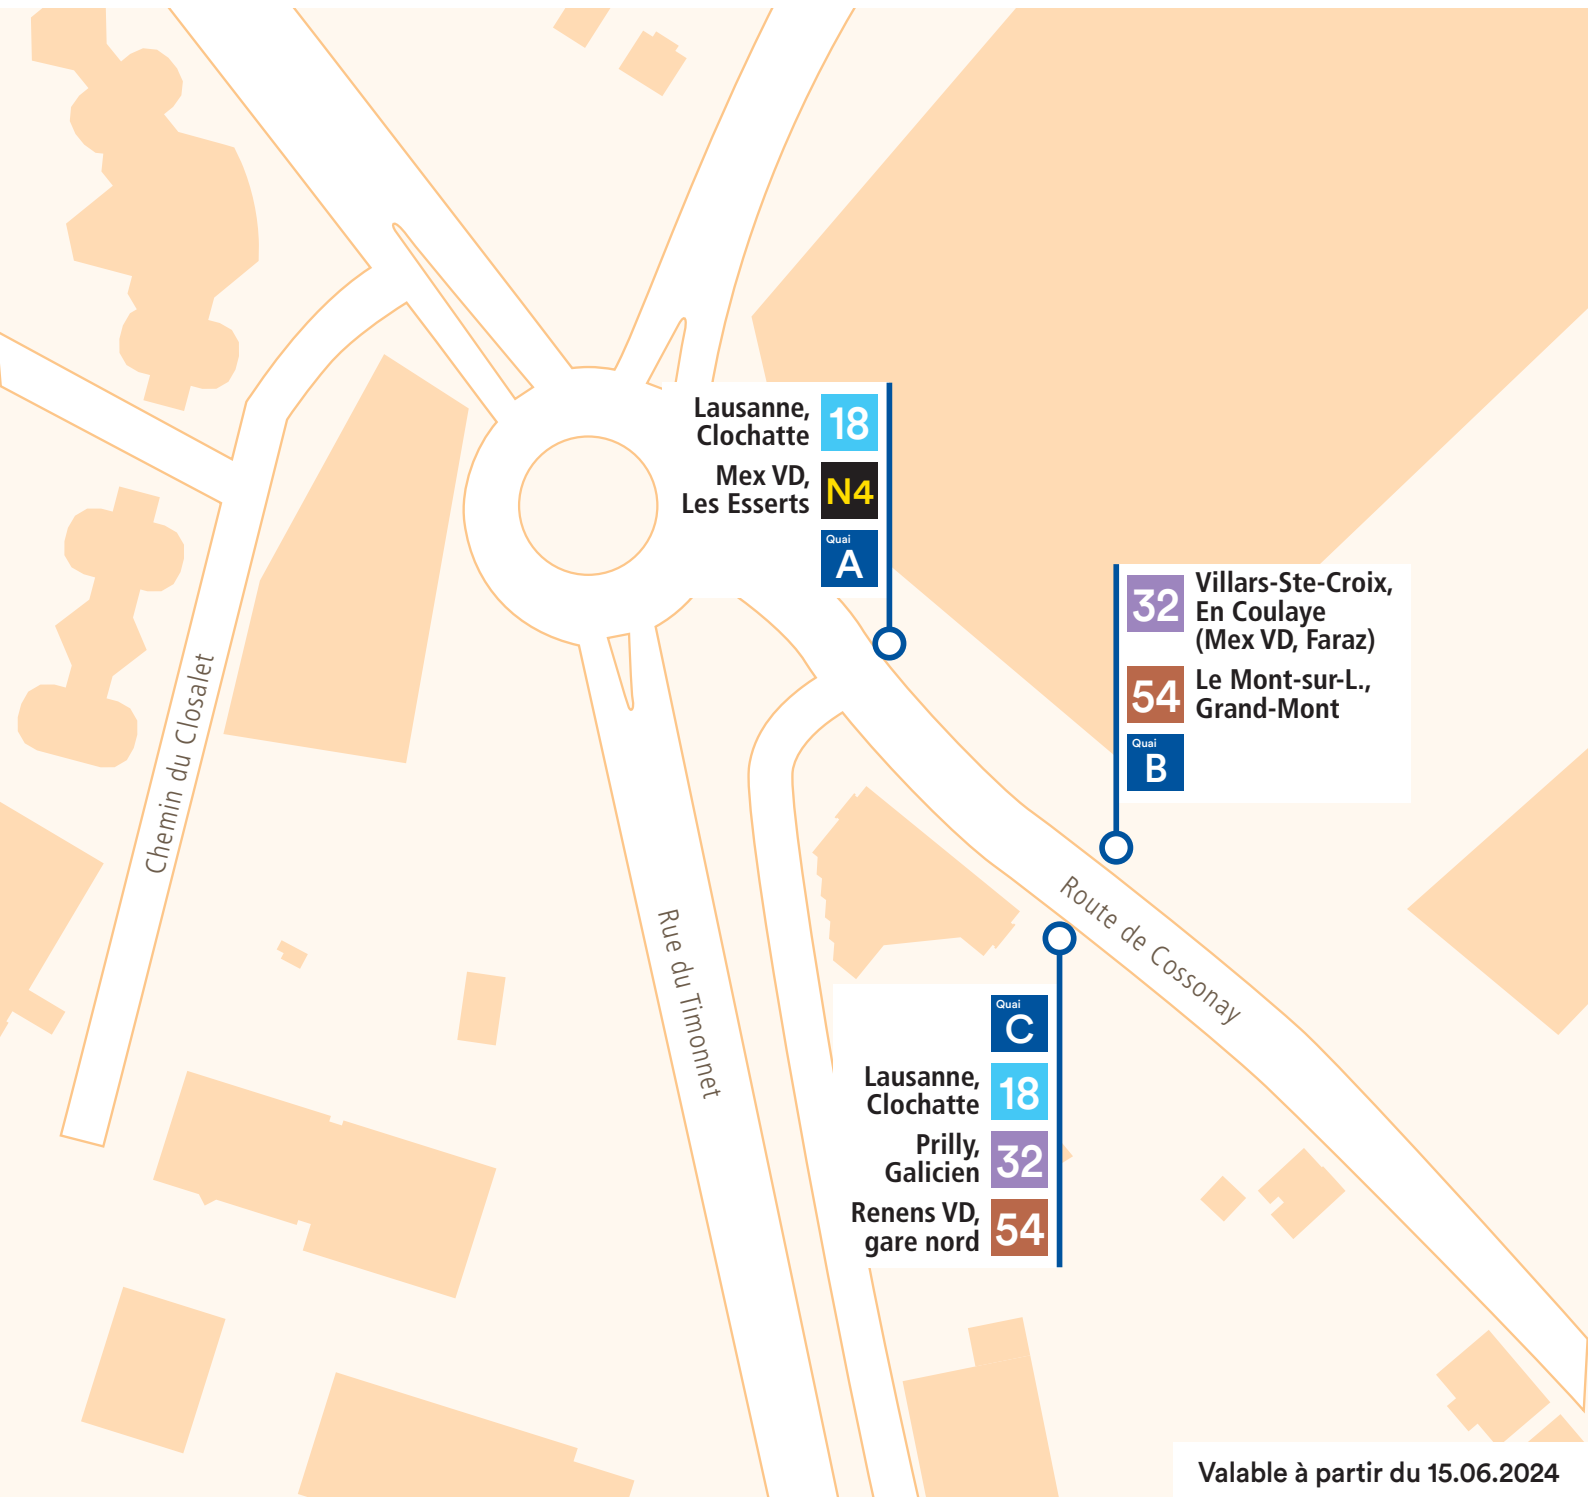 Lausanne,
Clochatte
18
Mex VD,
Les Esserts
N4
Quai
A
32
Villars-Ste-Croix,
En Coulaye
(Mex VD, Faraz)
54
Le Mont-sur-L.,
Grand-Mont
Quai
B
Chemin du Closalet
Rue du Timonnet
Route de Cossonay
Quai
C
Lausanne,
Clochatte
18
Prilly,
Galicien
32
Renens VD,
gare nord
54
Valable à partir du 15.06.2024